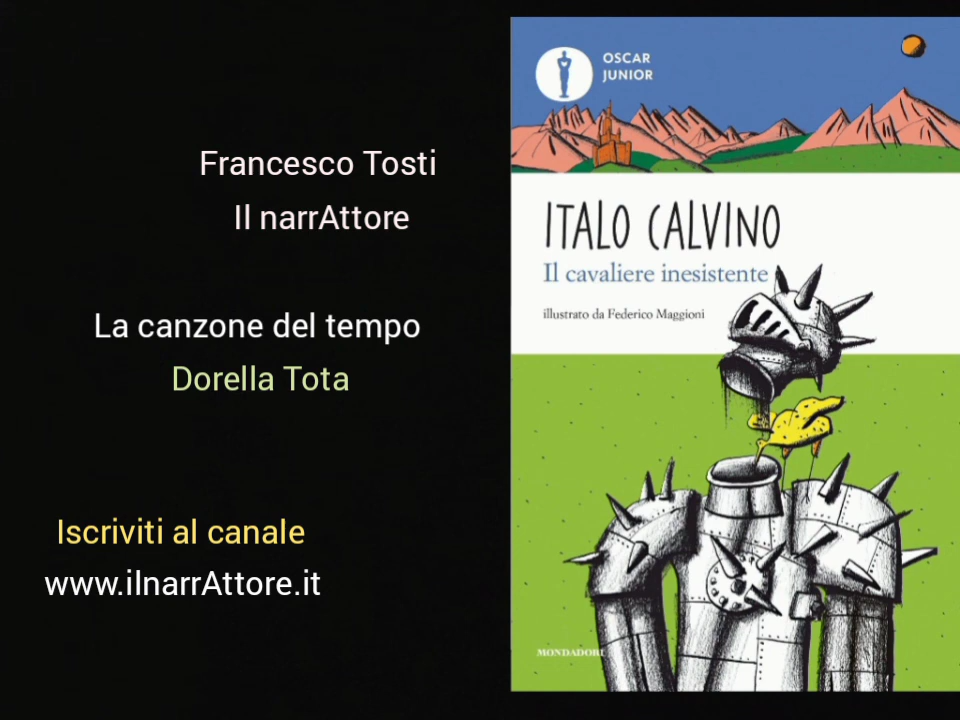 Francesco Tosti
Il narrAttore
La canzone del tempo
Dorella Tota
Iscriviti al canale
www.ilnarrAttore.it
OSCAR
JUNIOR
ITALO CALVINO
Il cavaliere inesistente
illustrato da Federico Maggioni
MONDADORI